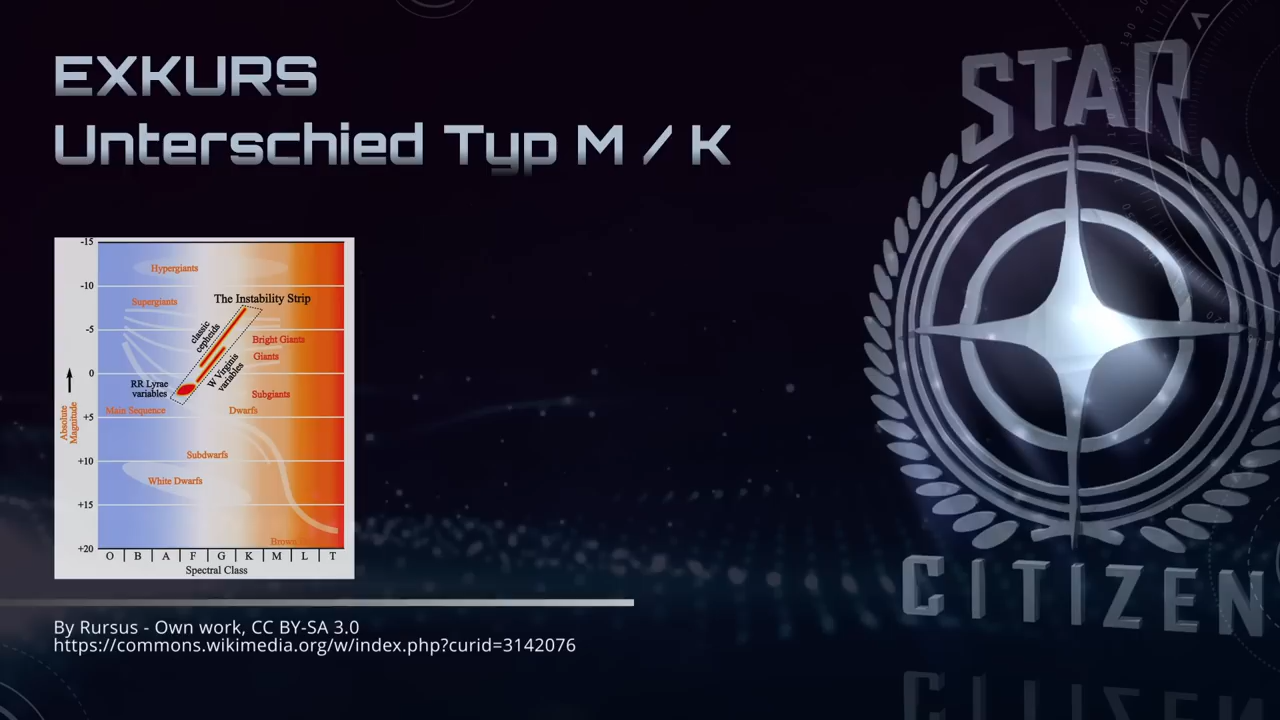 EXKURS
Unterschied Typ M / K
STAR
CITIZEN
-15
-10
-5
0
+5
+10
+15
+20
Absolute
Magnitude
Hypergiants
Supergiants
The Instability Strip
classic
cepheids
Bright Giants
Giants
W Virginis
variables
RR Lyrae
variables
Subgiants
Main Sequence
Dwarfs
Subdwarfs
White Dwarfs
Brown
O B A F G K M L T
Spectral Class
By Rursus - Own work, CC BY-SA 3.0
https://commons.wikimedia.org/w/index.php?curid=3142076